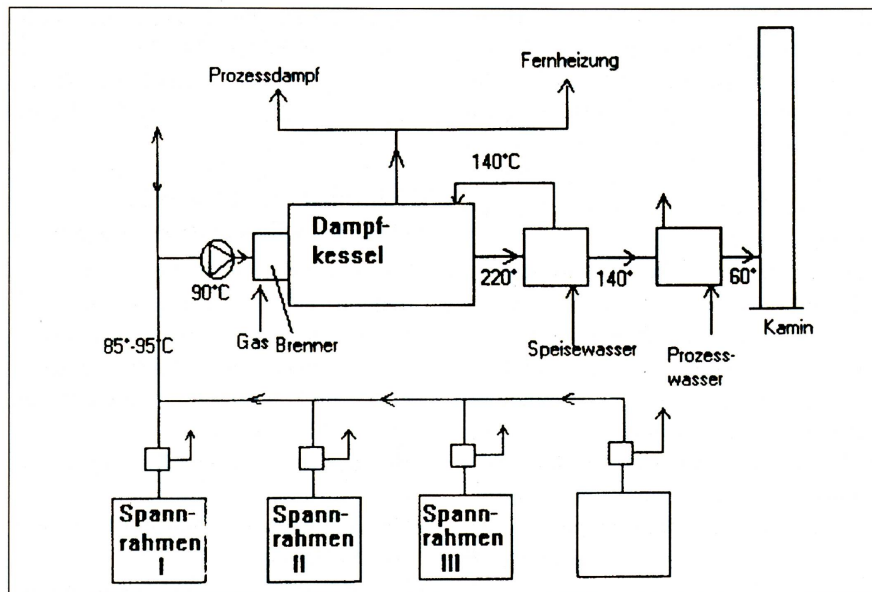 Prozessdampf
Fernheizung
140°C
Dampf-
kessel
220°
140°
60°
90°C
Gas Brenner
Speisewasser
Prozess-
wasser
Kamin
85°-95°C
Spann-
rahmen
I
Spann-
rahmen
II
Spann-
rahmen
III